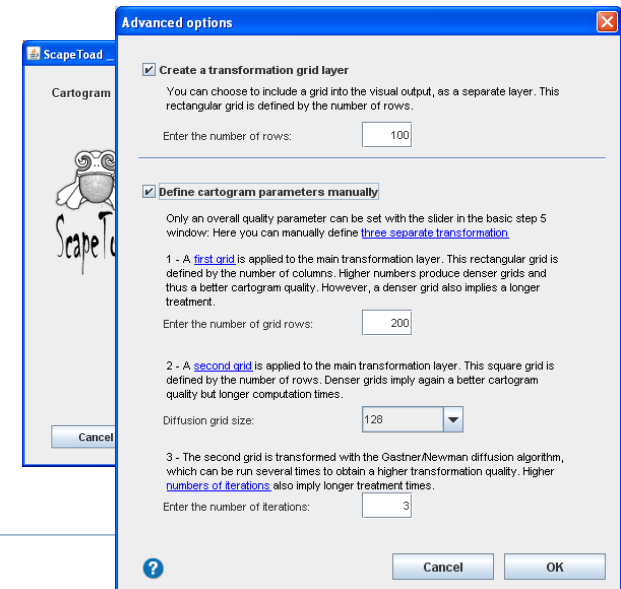 Advanced options
ScapeToad _
Cartogram
Create a transformation grid layer
You can choose to include a grid into the visual output, as a separate layer. This
rectangular grid is defined by the number of rows.
Enter the number of rows: 100
Define cartogram parameters manually
Only an overall quality parameter can be set with the slider in the basic step 5
window: Here you can manually define three separate transformation
1 - A first grid is applied to the main transformation layer. This rectangular grid is
defined by the number of columns. Higher numbers produce denser grids and
thus a better cartogram quality. However, a denser grid also implies a longer
treatment.
Enter the number of grid rows: 200
2 - A second grid is applied to the main transformation layer. This square grid is
defined by the number of rows. Denser grids imply again a better cartogram
quality but longer computation times.
Diffusion grid size: 128
3 - The second grid is transformed with the Gastner/Newman diffusion algorithm,
which can be run several times to obtain a higher transformation quality. Higher
numbers of iterations also imply longer treatment times.
Enter the number of iterations: 3
ScapeTo
Cancel
? Cancel OK